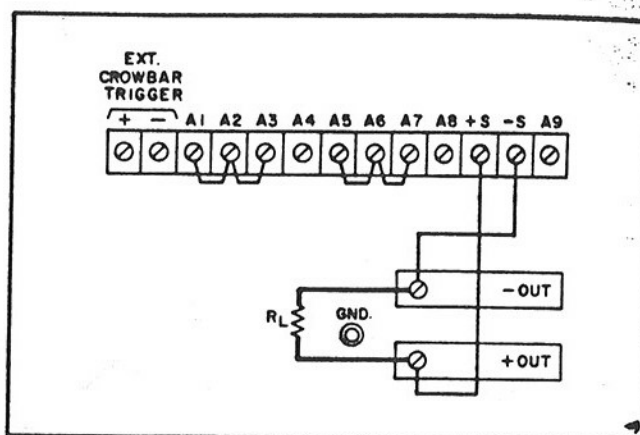 EXT.
CROWBAR
TRIGGER
+ - A1 A2 A3 A4 A5 A6 A7 A8 +S -S A9
-OUT
RL
GND.
+OUT